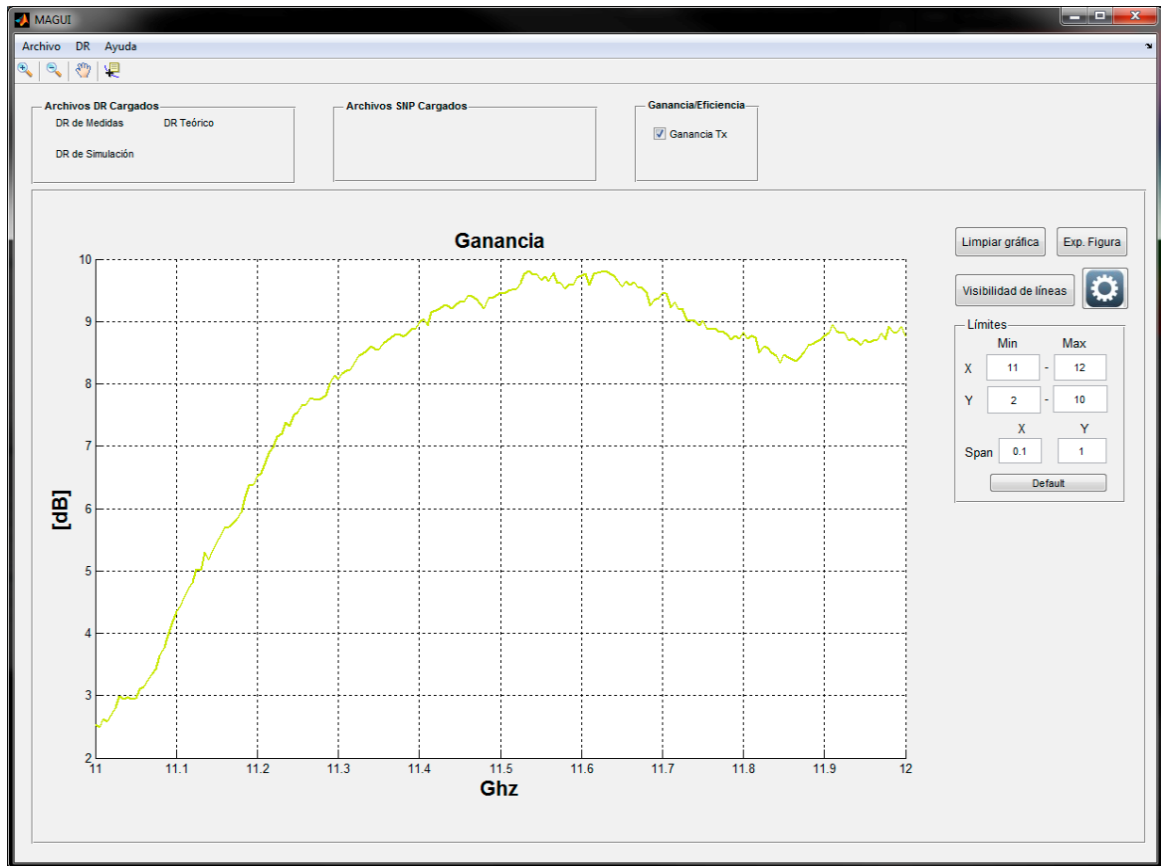 MAGUI
Archivo DR Ayuda
Archivos DR Cargados
DR de Medidas DR Teórico
DR de Simulación
Archivos SNP Cargados
Ganancia/Eficiencia
Ganancia Tx
Ganancia
[dB]
10
9
8
7
6
5
4
3
2
11 11.1 11.2 11.3 11.4 11.5 11.6 11.7 11.8 11.9 12
Ghz
Limpiar gráfica Exp. Figura
Visibilidad de líneas
Límites
Min Max
X 11 - 12
Y 2 - 10
X Y
Span 0.1 1
Default